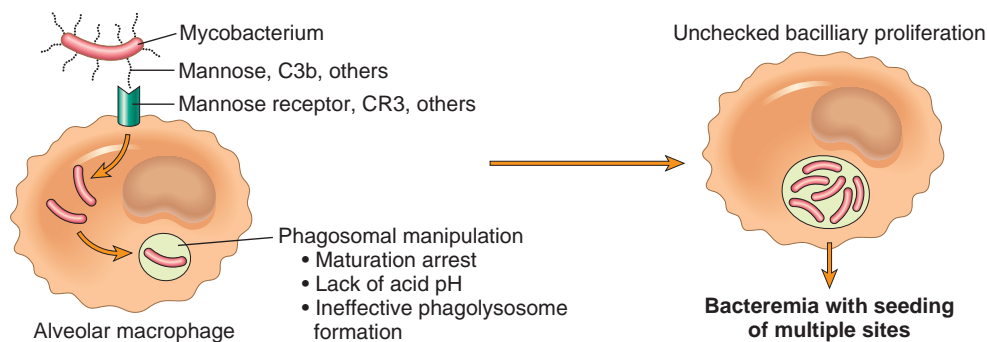 Mycobacterium
Mannose, C3b, others
Mannose receptor, CR3, others
Phagosomal manipulation
• Maturation arrest
• Lack of acid pH
• Ineffective phagolysosome
formation
Alveolar macrophage
Unchecked bacilliary proliferation
Bacteremia with seeding
of multiple sites